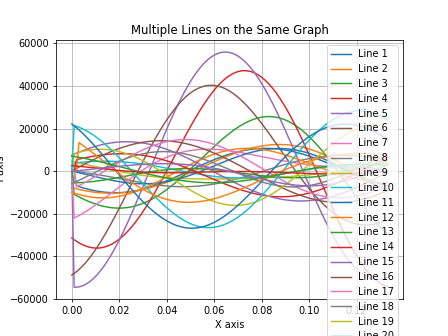 Multiple Lines on the Same Graph
60000
40000
20000
0
−20000
−40000
−60000
0.00
0.02
0.04
0.06
0.08
0.10
X axis
Line 1
Line 2
Line 3
Line 4
Line 5
Line 6
Line 7
Line 8
Line 9
Line 10
Line 11
Line 12
Line 13
Line 14
Line 15
Line 16
Line 17
Line 18
Line 19
Line 20